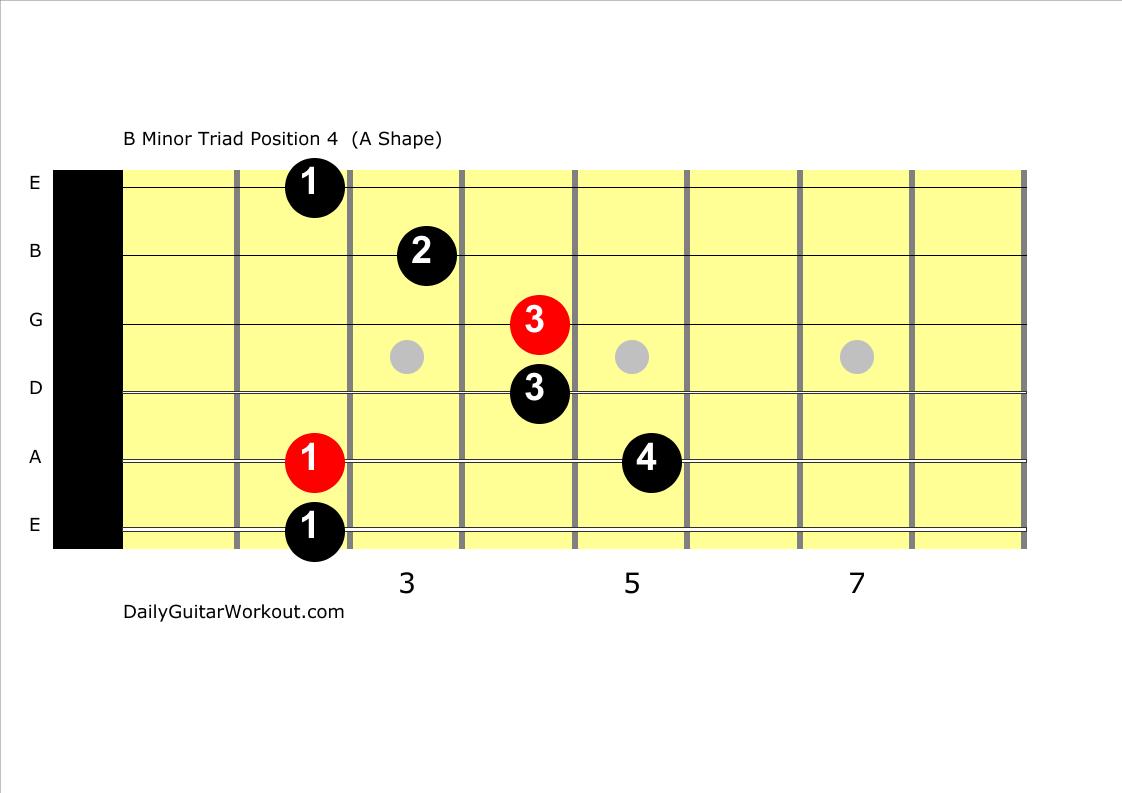 B Minor Triad Position 4 (A Shape)
E 1
B 2
G 3
D 3
A 1 4
E 1
3 5 7
DailyGuitarWorkout.com